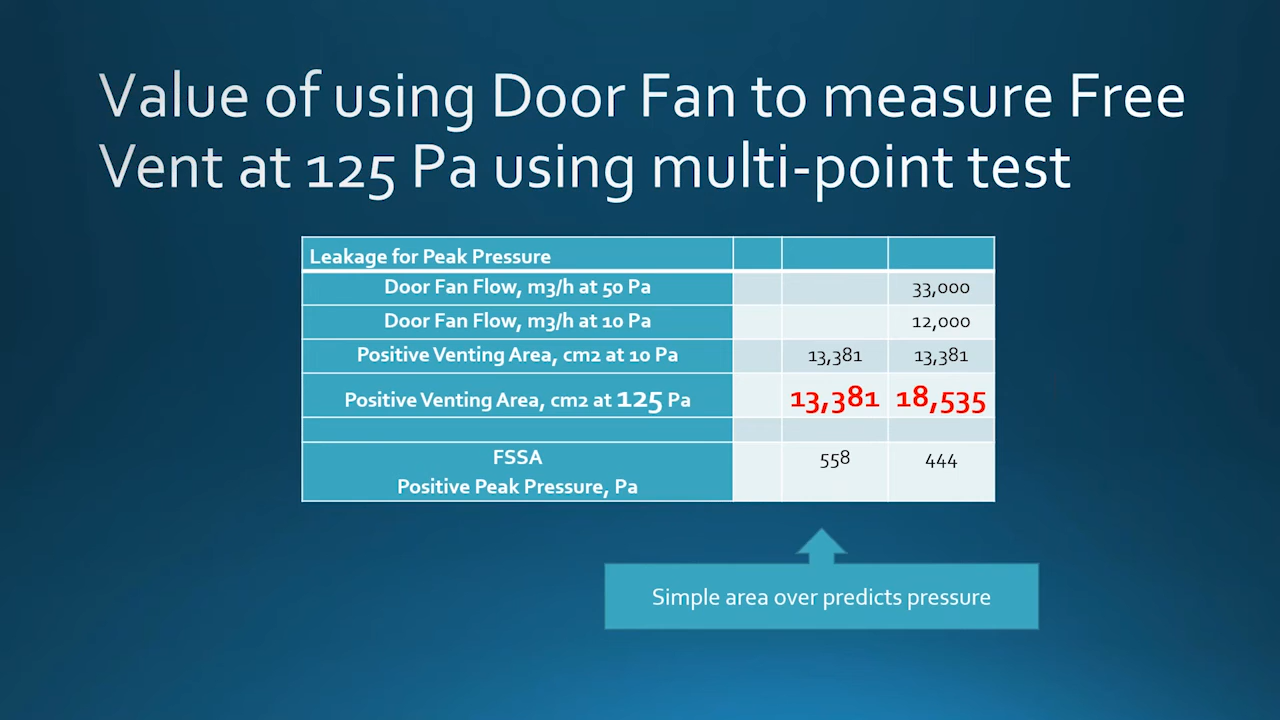 Value of using Door Fan to measure Free
Vent at 125 Pa using multi-point test
Leakage for Peak Pressure
Door Fan Flow, m3/h at 50 Pa 33,000
Door Fan Flow, m3/h at 10 Pa 12,000
Positive Venting Area, cm2 at 10 Pa 13,381 13,381
Positive Venting Area, cm2 at 125 Pa 13,381 18,535
FSSA 558 444
Positive Peak Pressure, Pa
Simple area over predicts pressure